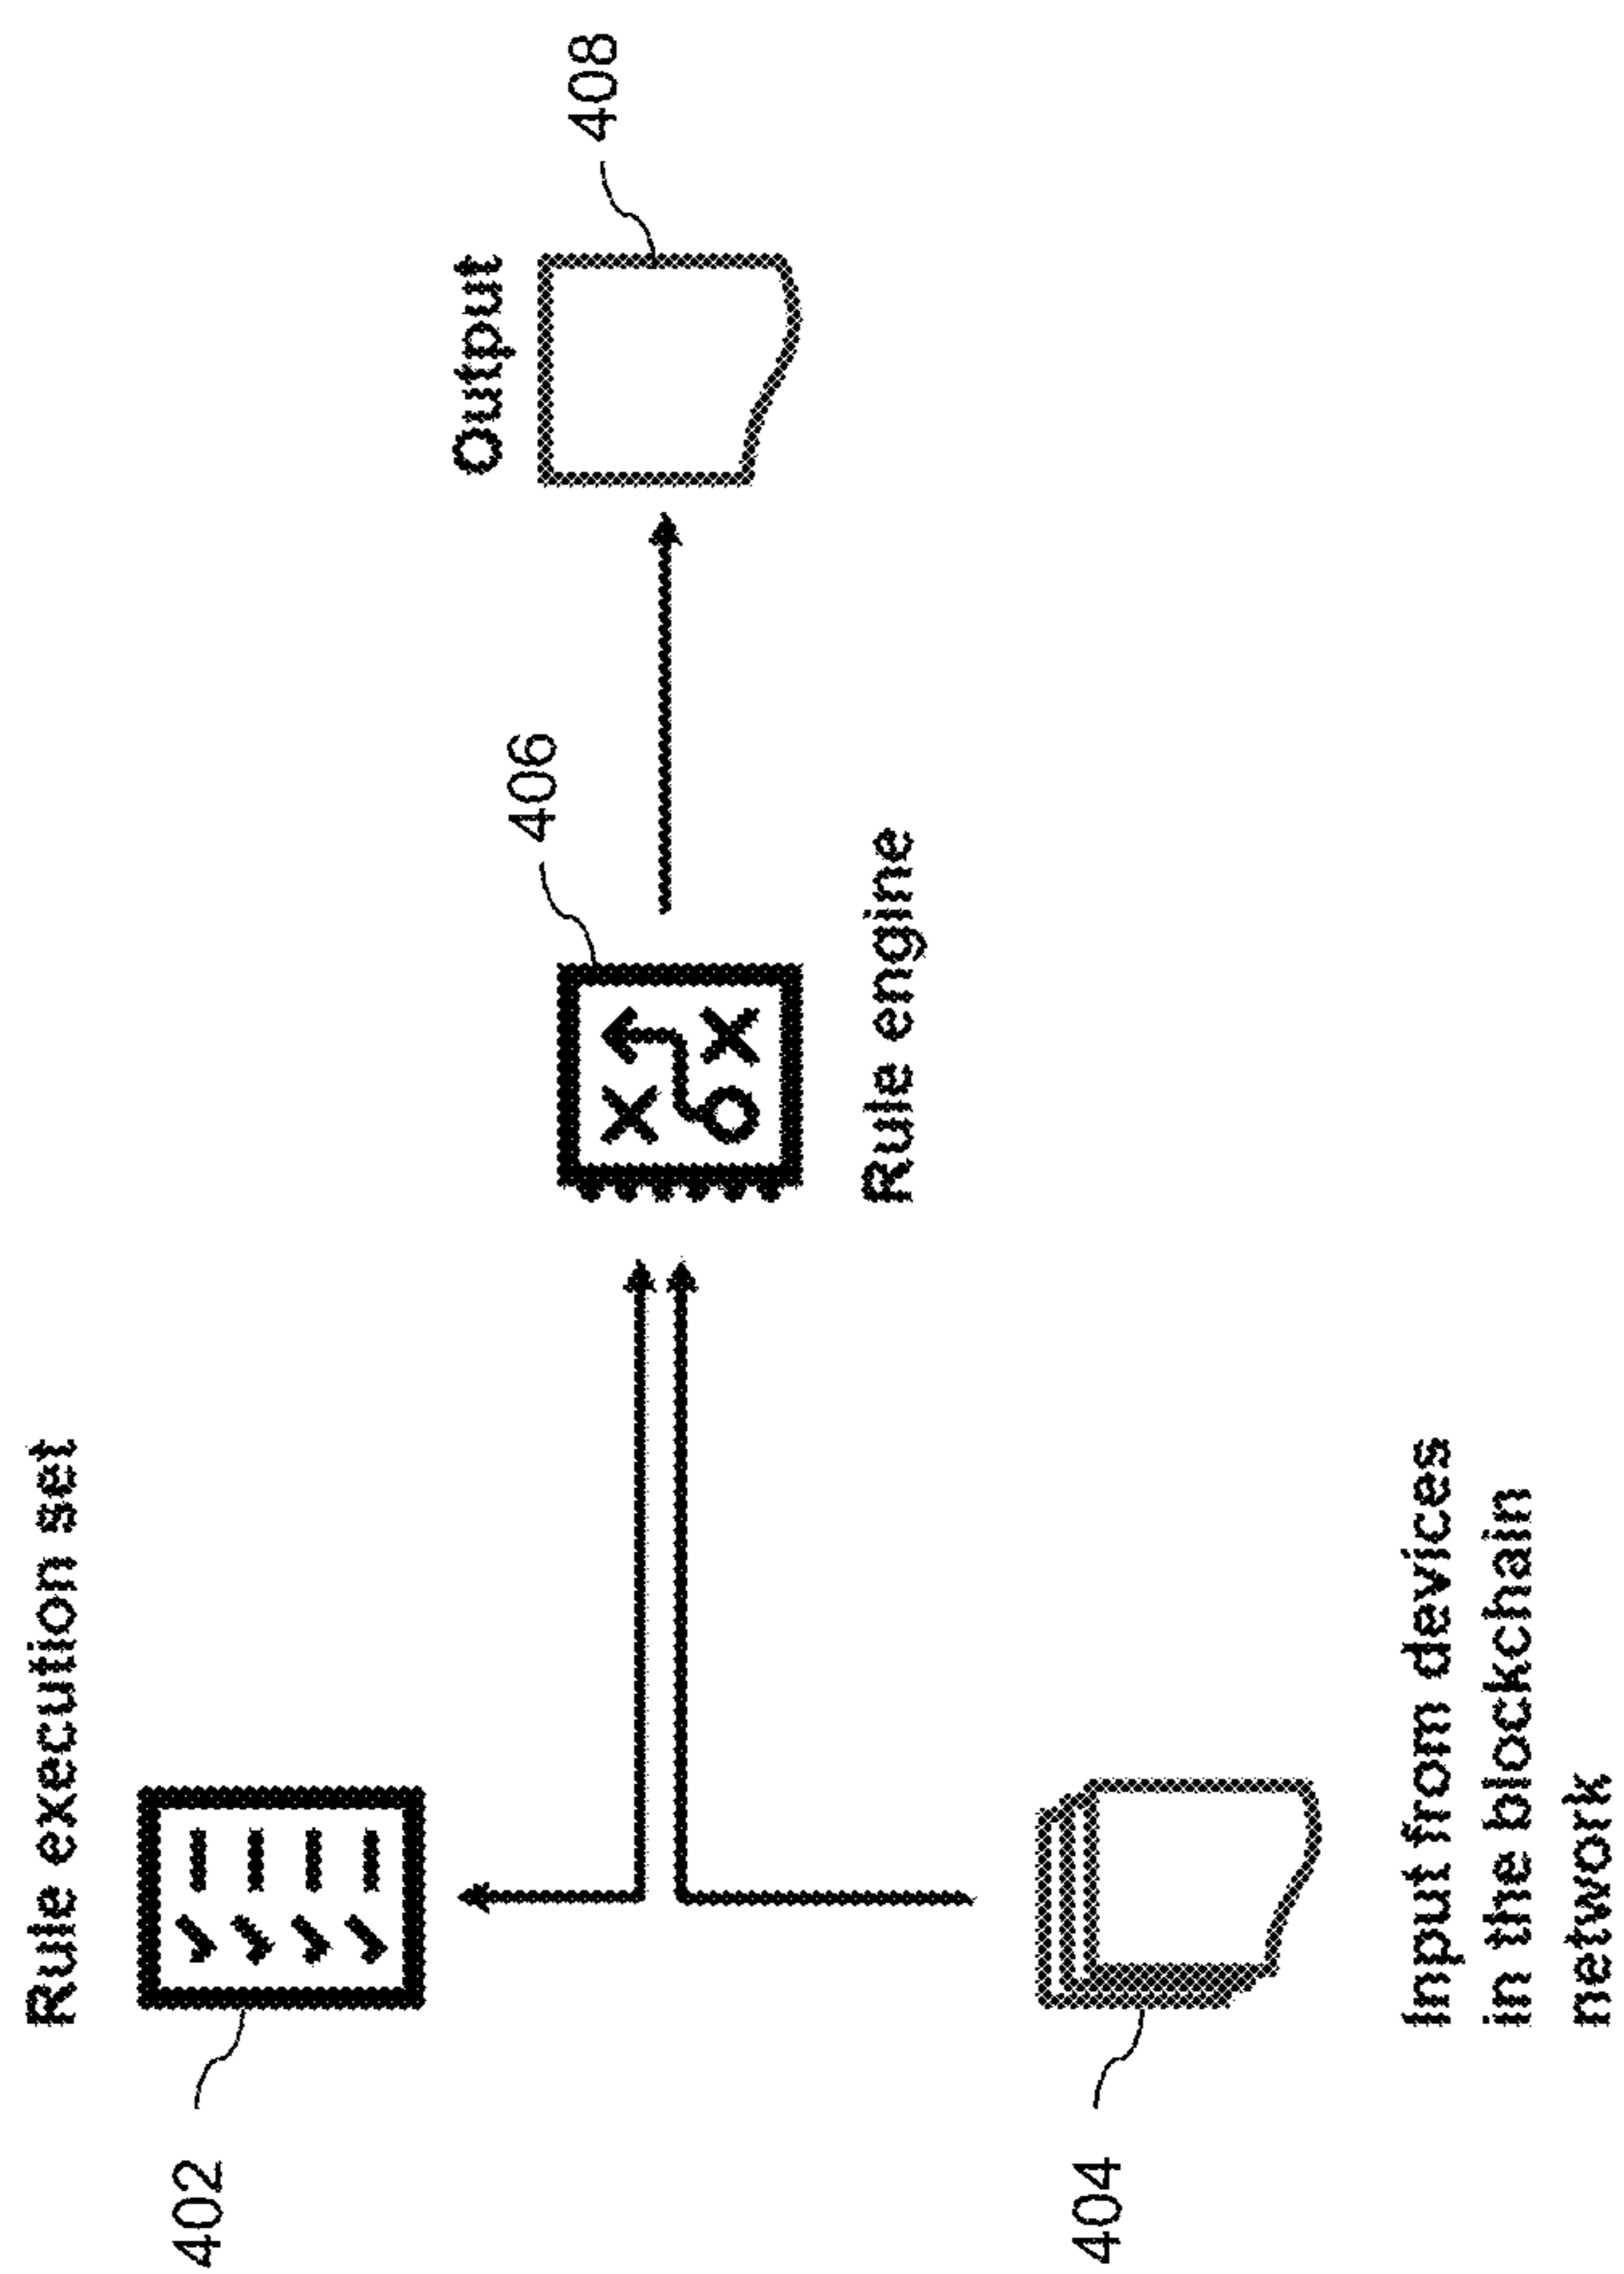 Rule execution set
402
406
Rule engine
Output
408
404
Input from devices
in the blockchain
network